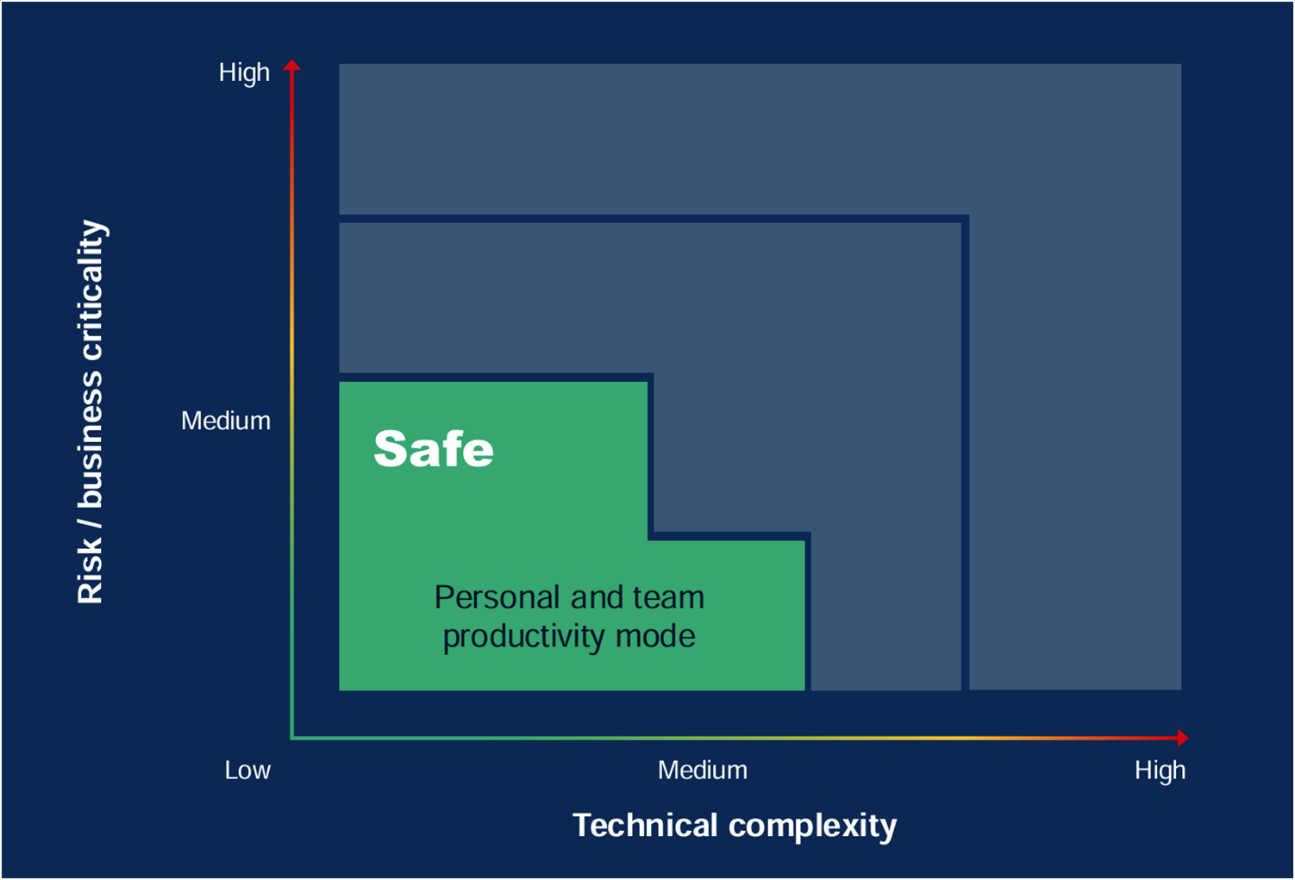 High
Risk / business criticality
Medium
Safe
Personal and team
productivity mode
Low
Medium
High
Technical complexity